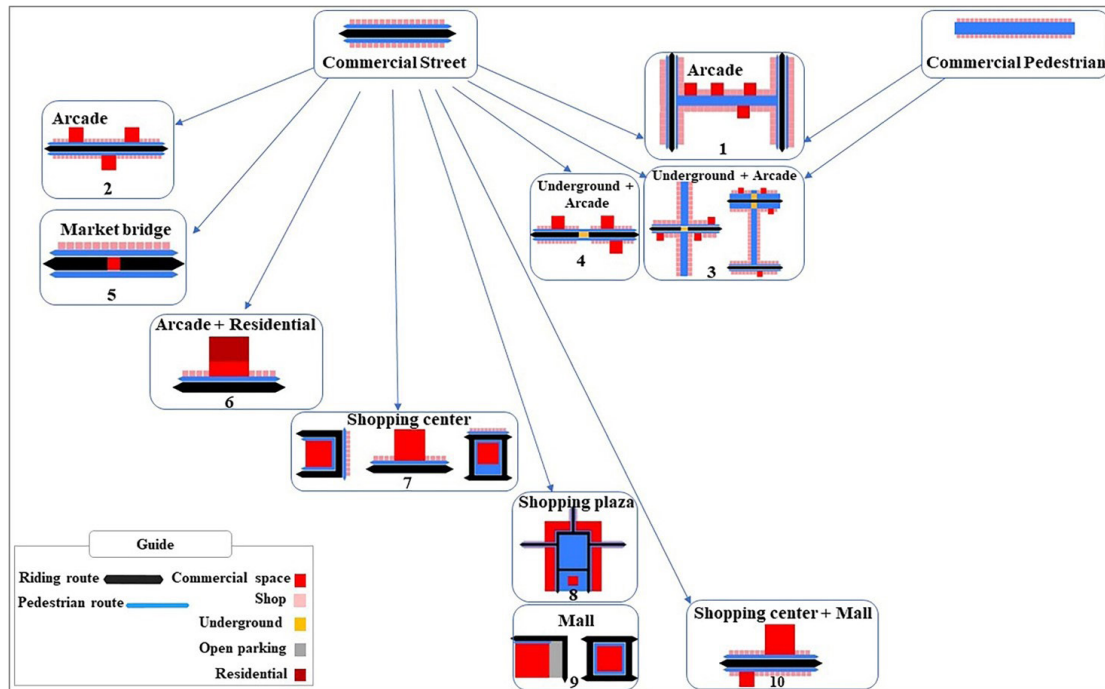 Commercial Street
Commercial Pedestrian
Arcade
1
Arcade
2
Underground +
Arcade
4
Underground + Arcade
3
Market bridge
5
Arcade + Residential
6
Shopping center
7
Shopping plaza
8
Mall
9
Shopping center + Mall
10
Guide
Riding route
Commercial space
Pedestrian route
Shop
Underground
Open parking
Residential